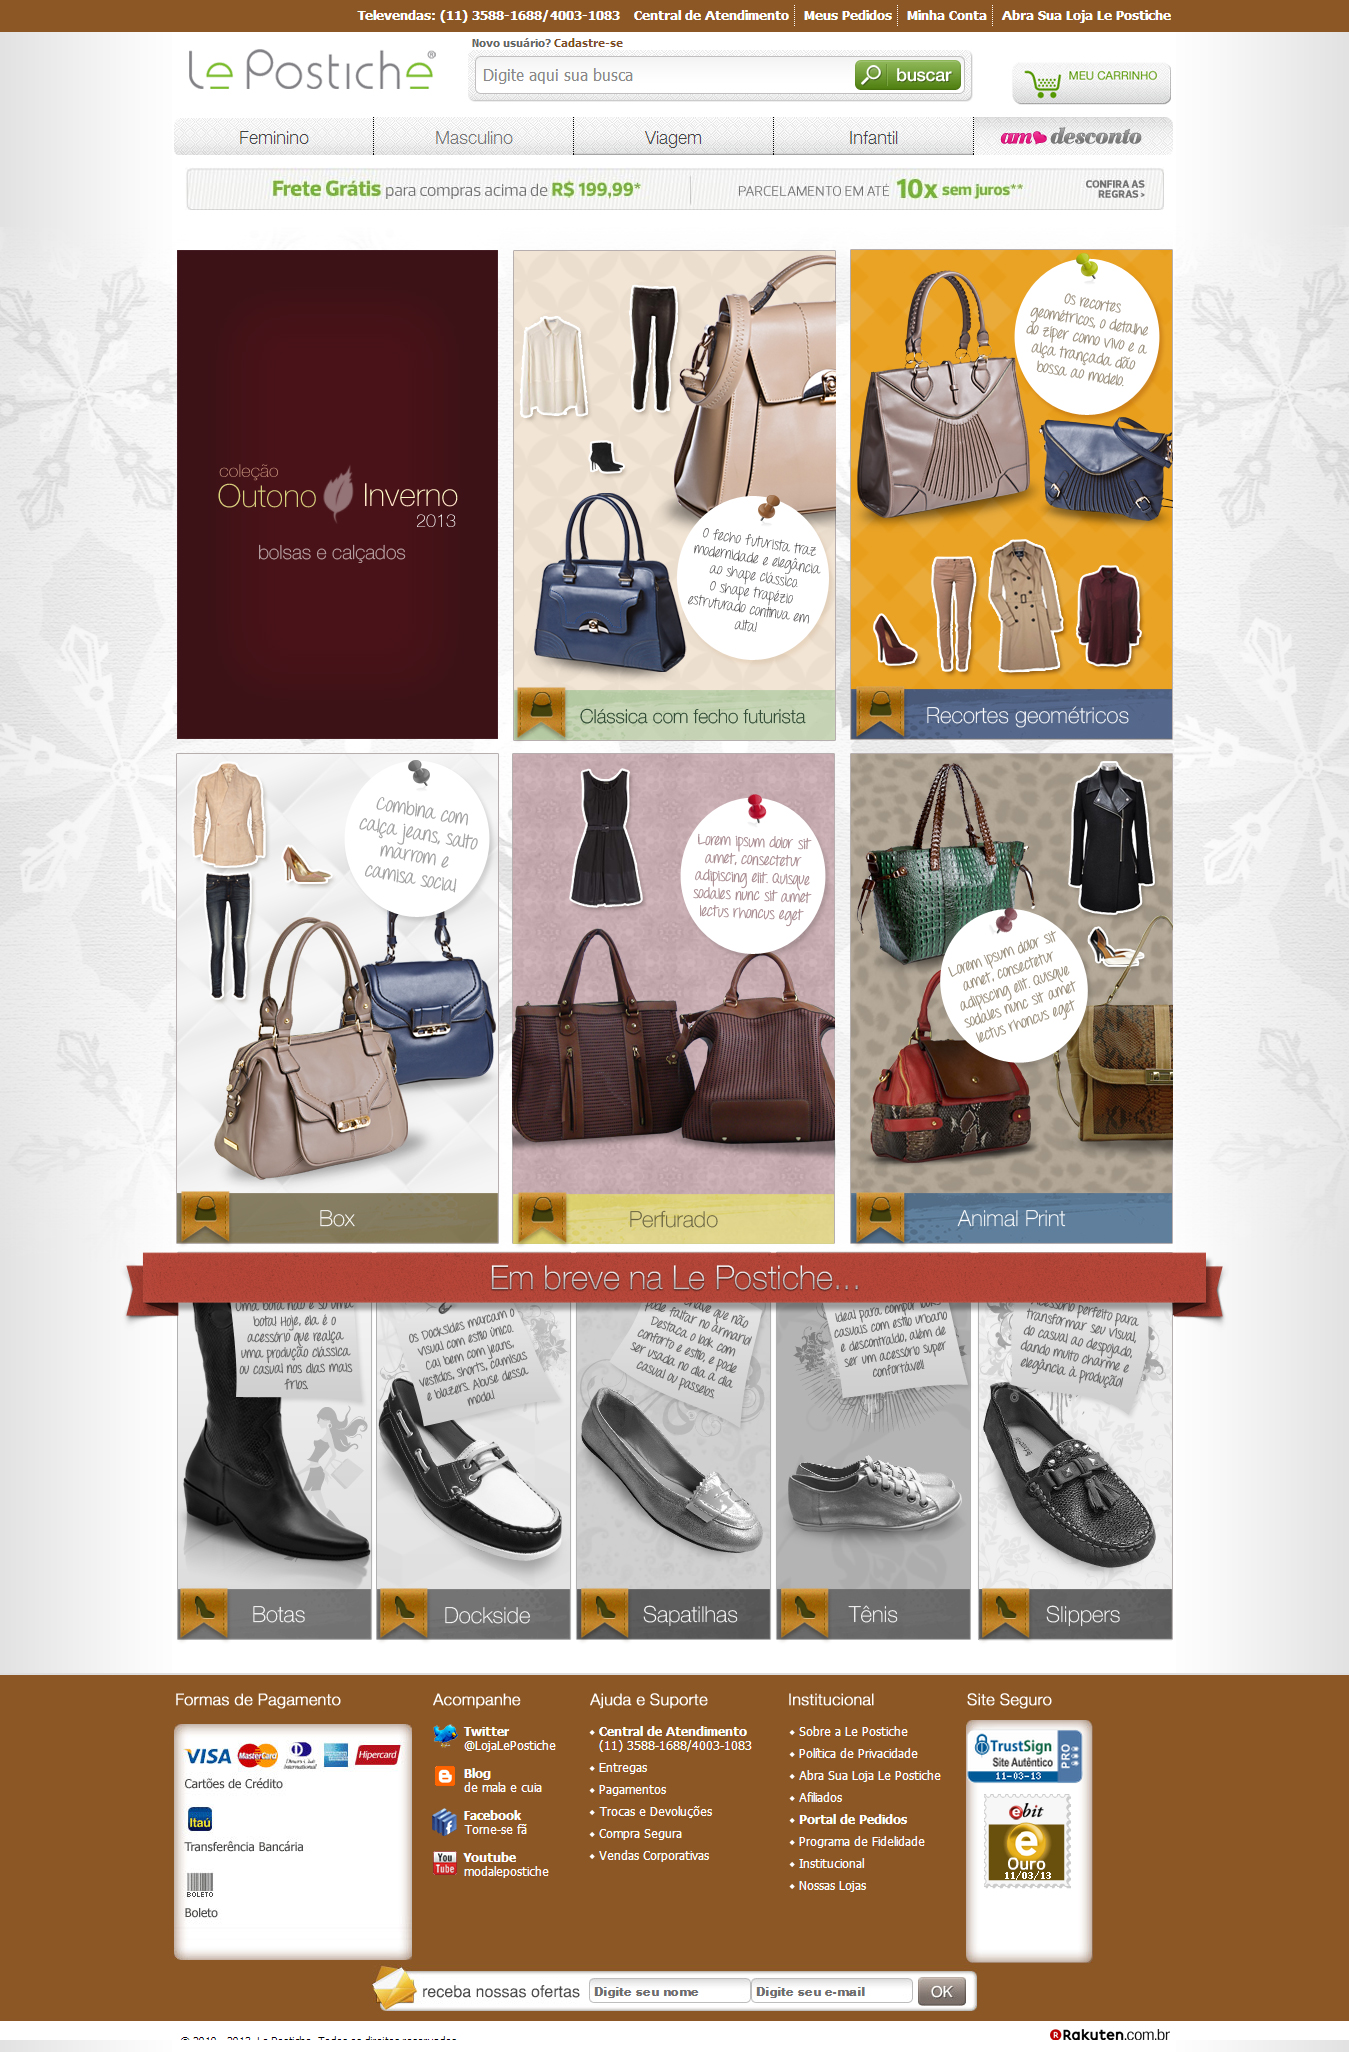 Televendas: (11) 3588-1688/4003-1083 Central de Atendimento Meus Pedidos Minha Conta Abra Sua Loja Le Postiche
Le Postiche®
Novo usuário? Cadastre-se
Digite aqui sua busca
buscar
MEU CARRINHO
Feminino Masculino Viagem Infantil am desconto
Frete Grátis para compras acima de R$ 199,99*
PARCELAMENTO EM ATÉ 10x sem juros**
CONFIRA AS
REGRAS >
coleção
Outono Inverno
2013
bolsas e calçados
O fecho futurista traz
modernidade e elegância
ao shape clássico.
O shape trapézio
estruturado continua em
alta!
Clássica com fecho futurista
Os recortes
geométricos, o detalhe
do zíper como vivo e a
alça trançada dão
bossa ao modelo.
Recortes geométricos
Combina com
calça jeans, salto
marrom e
camisa social
Box
Lorem ipsum dolor sit
amet, consectetur
adipiscing elit. Quisque
sodales nunc sit amet
lectus rhoncus eget
Perfurado
Lorem ipsum dolor sit
amet, consectetur
adipiscing elit. Quisque
sodales nunc sit amet
lectus rhoncus eget
Animal Print
Em breve na Le Postiche...
Uma bota não é só uma
bota! Hoje, ela é o
acessório que realça
uma produção clássica
ou casual nos dias mais
frios.
Botas
Os Docksides marcam o
visual com estilo único.
Cai bem com jeans,
vestidos, shorts, camisas
e blazers. Abuse dessa
moda!
Dockside
que não
pode faltar no armário!
Destaca o look com
conforto e estilo, e pode
ser usada no dia a dia
casual ou passeios.
Sapatilhas
Ideal para compor looks
casuais com estilo urbano
e descontraído, além de
ser um acessório super
confortável!
Tênis
acessório perfeito para
transformar seu visual,
do casual ao despojado,
dando muito charme e
elegância à produção!
Slippers
Formas de Pagamento
VISA MasterCard Diners Club International Hipercard
Cartões de Crédito
Itaú
Transferência Bancária
BOLETO
Boleto
Acompanhe
Twitter
@LojaLePostiche
Blog
de mala e cuia
Facebook
Torne-se fã
You Tube
Youtube
modalepostiche
Ajuda e Suporte
Central de Atendimento
(11) 3588-1688/4003-1083
Entregas
Pagamentos
Trocas e Devoluções
Compra Segura
Vendas Corporativas
Institucional
Sobre a Le Postiche
Política de Privacidade
Abra Sua Loja Le Postiche
Afiliados
Portal de Pedidos
Programa de Fidelidade
Institucional
Nossas Lojas
Site Seguro
TrustSign
Site Autêntico
11-03-13
PRO
ebit
e
Ouro
11/03/13
receba nossas ofertas
Digite seu nome
Digite seu e-mail
OK
© 2010 - 2013. Le Postiche. Todos os direitos reservados
Rakuten.com.br